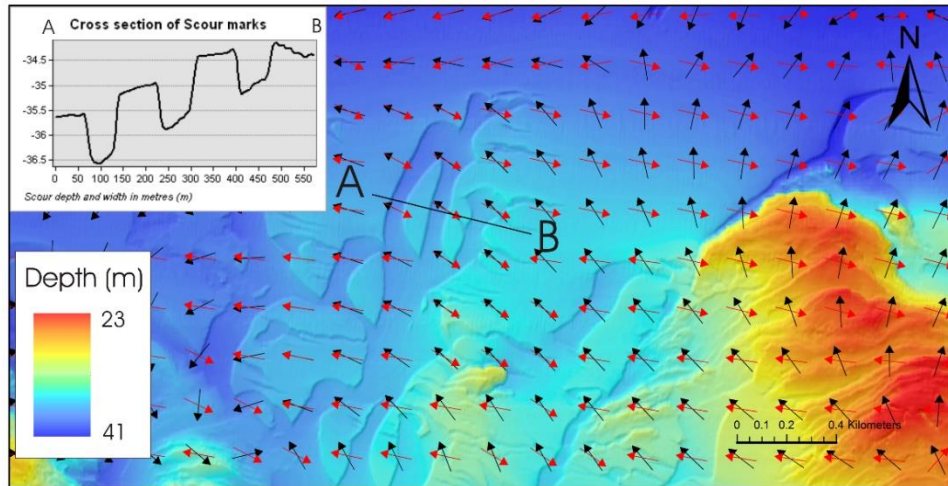 A Cross section of Scour marks B
-34.5
-35
-35.5
-36
-36.5
0 50 100 150 200 250 300 350 400 450 500 550
Scour depth and width in metres (m)
N
A
B
Depth (m)
23
41
0 0.1 0.2 0.4 Kilometers